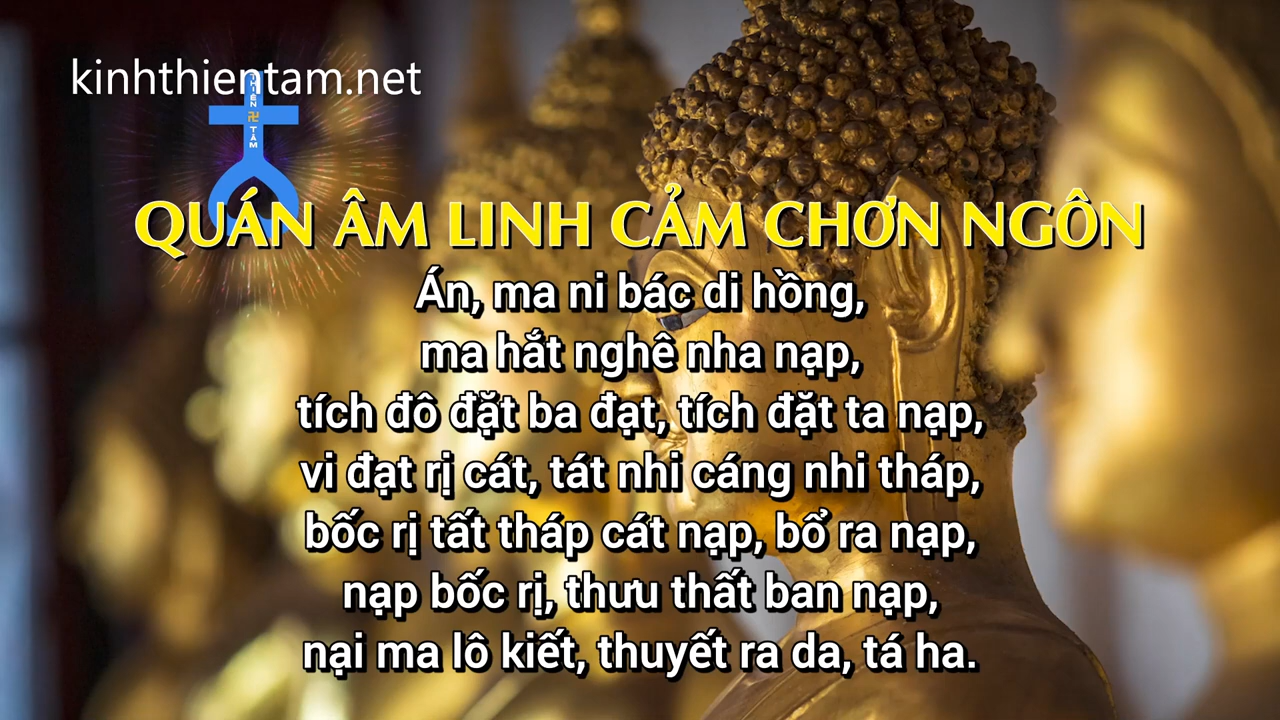 kinhthientam.net
THIỆN
卍
TÂM
QUÁN ÂM LINH CẢM CHƠN NGÔN
Án, ma ni bác di hồng,
ma hắt nghê nha nạp,
tích đô đặt ba đạt, tích đặt ta nạp,
vi đạt rị cát, tát nhi cáng nhi tháp,
bốc rị tất tháp cát nạp, bổ ra nạp,
nạp bốc rị, thưu thất ban nạp,
nại ma lô kiết, thuyết ra da, tá ha.